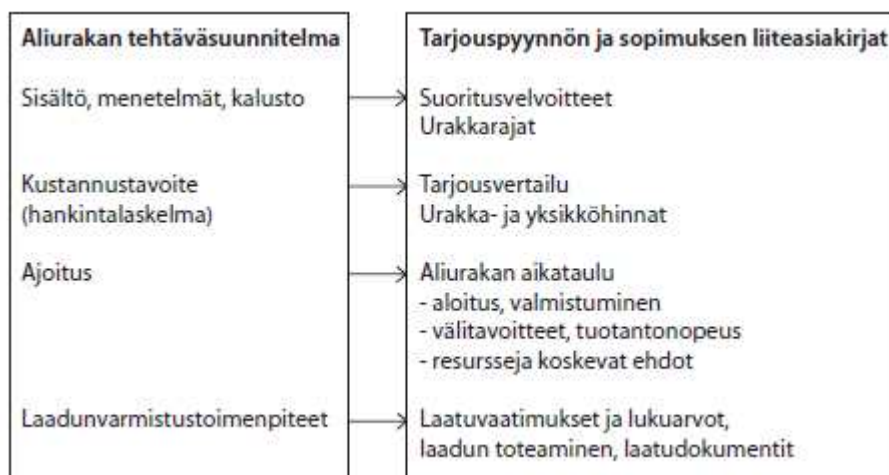 Aliurakan tehtäväsuunnitelma
Sisältö, menetelmät, kalusto
Kustannustavoite
(hankintalaskelma)
Ajoitus
Laadunvarmistustoimenpiteet
Tarjouspyynnön ja sopimuksen liiteasiakirjat
Suoritusvelvoitteet
Urakkarajat
Tarjousvertailu
Urakka- ja yksikköhinnat
Aliurakan aikataulu
- aloitus, valmistuminen
- välitavoitteet, tuotantonopeus
- resursseja koskevat ehdot
Laatuvaatimukset ja lukuarvot,
laadun toteaminen, laatudokumentit